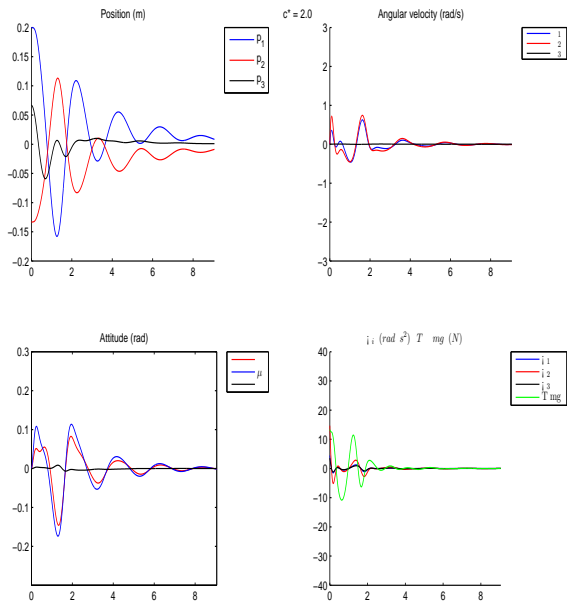 Position (m)
c* = 2.0
Angular velocity (rad/s)
0.2
0.15
0.1
0.05
0
−0.05
−0.1
−0.15
−0.2
0 2 4 6 8
p1
p2
p3
3
2
1
0
−1
−2
−3
0 2 4 6 8
1
2
3
Attitude (rad)
0.3
0.2
0.1
0
−0.1
−0.2
0 2 4 6 8
μ
¡ i (rad s²) T mg (N)
40
30
20
10
0
−10
−20
−30
−40
0 2 4 6 8
¡ 1
¡ 2
¡ 3
T mg